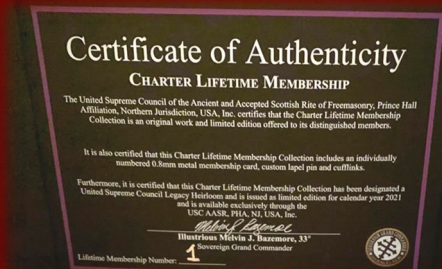 Certificate of Authenticity
CHARTER LIFETIME MEMBERSHIP
The United Supreme Council of the Ancient and Accepted Scottish Rite of Freemasonry, Prince Hall
Affiliation, Northern Jurisdiction, USA, Inc. certifies that the Charter Lifetime Membership
Collection is an original work and limited edition offered to its distinguished members.
It is also certified that this Charter Lifetime Membership Collection includes an individually
numbered 0.8mm metal membership card, custom lapel pin and cufflinks.
Furthermore, it is certified that this Charter Lifetime Membership Collection has been designated a
United Supreme Council Legacy Heirloom and is issued as limited edition for calendar year 2021
and is available exclusively through the
USC AASR, PHA, NJ, USA, Inc.
Melvin J. Bazemore
Illustrious Melvin J. Bazemore, 33°
Sovereign Grand Commander
Lifetime Membership Number: 1